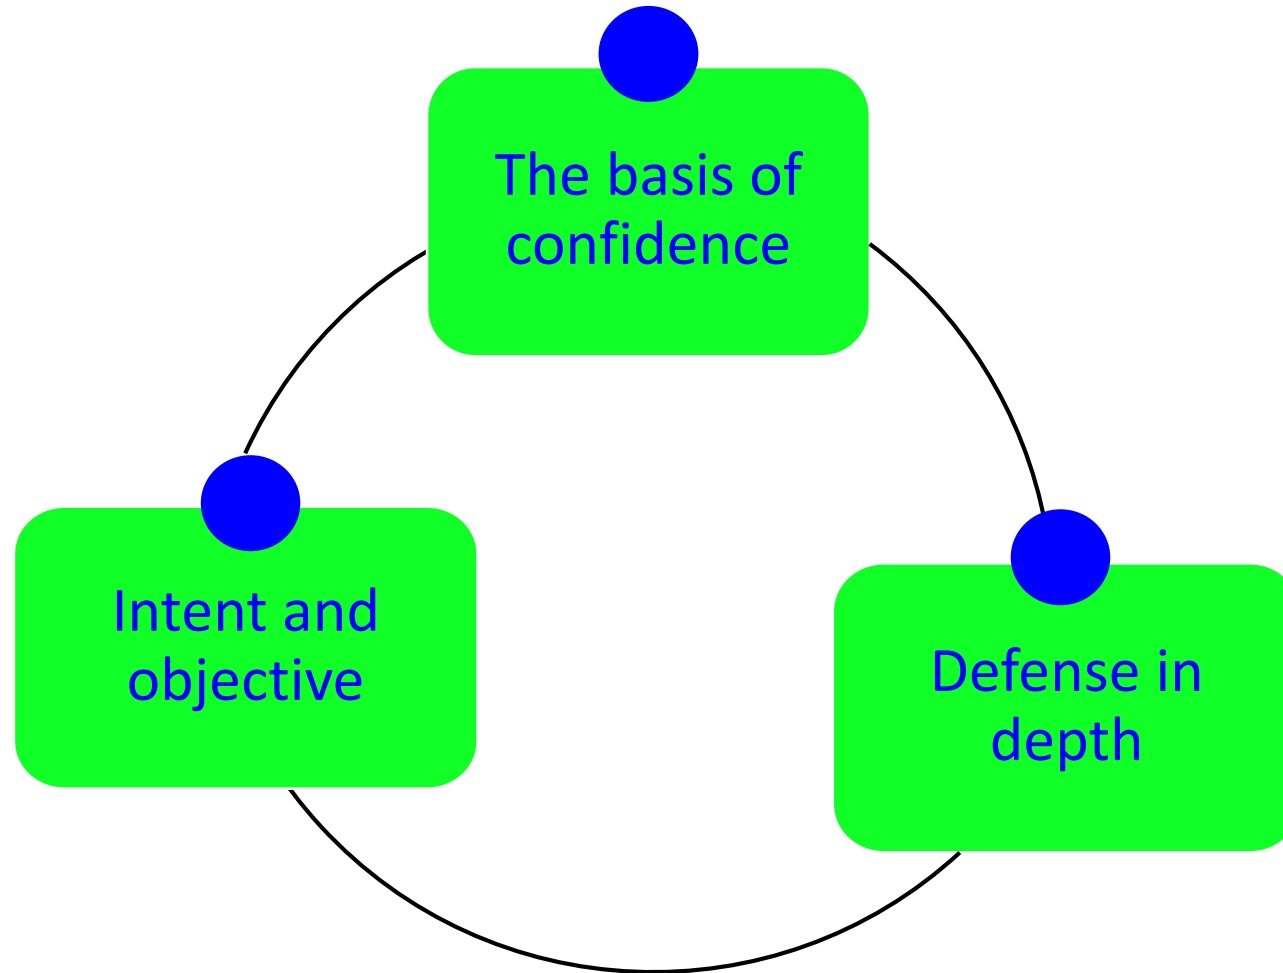 The basis of
confidence
Intent and
objective
Defense in
depth